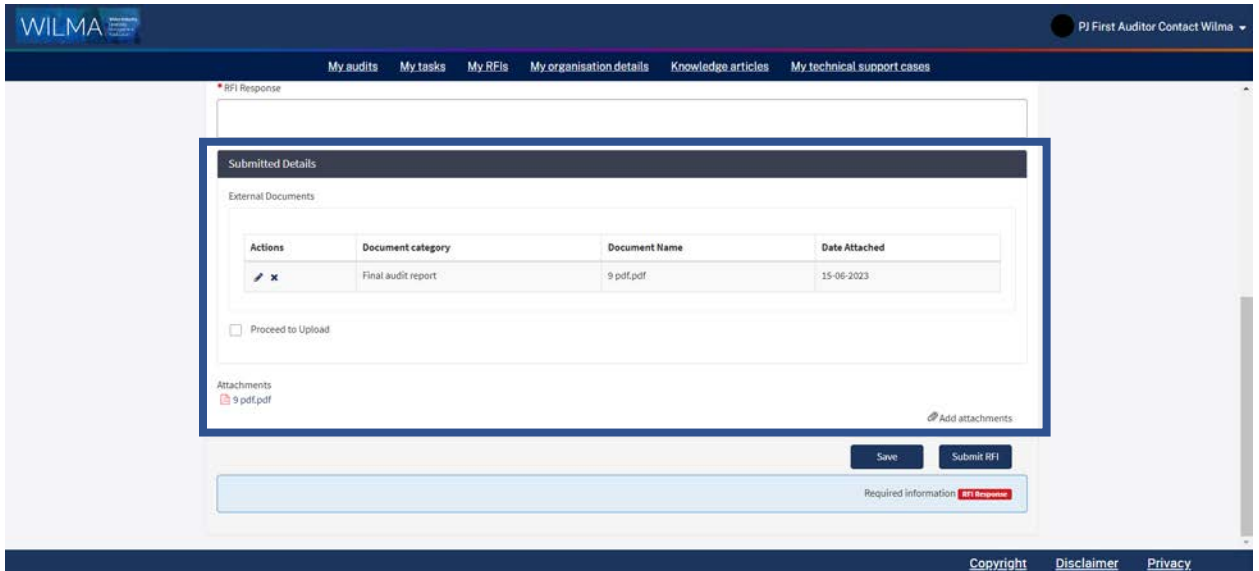 WILMA
PJ First Auditor Contact Wilma
My audits My tasks My RFIs My organisation details Knowledge articles My technical support cases
* RFI Response
Submitted Details
External Documents
Actions Document category Document Name Date Attached
Final audit report 9 pdf.pdf 15-06-2023
Proceed to Upload
Attachments
9 pdf.pdf
Add attachments
Save Submit RFI
Required information RFI Response
Copyright Disclaimer Privacy